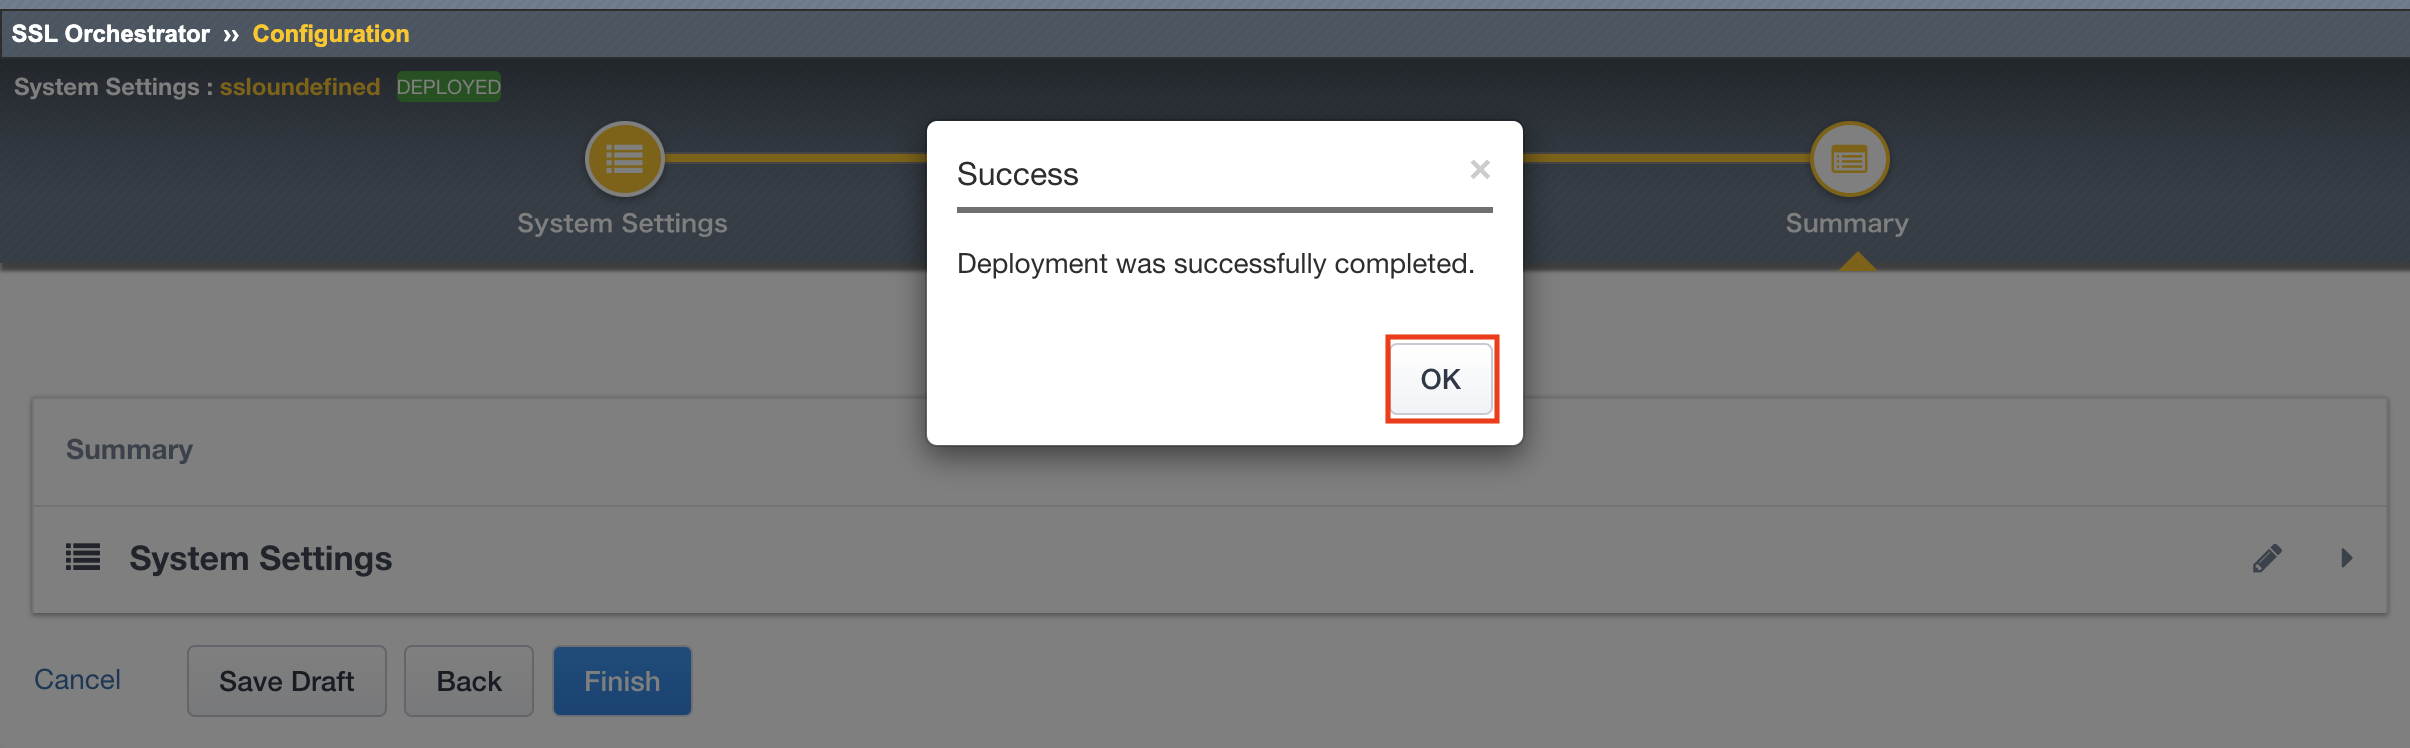 SSL Orchestrator ›› Configuration
System Settings : ssloundefined DEPLOYED
System Settings
Summary
Success ×
Deployment was successfully completed.
OK
Summary
System Settings
Cancel Save Draft Back Finish